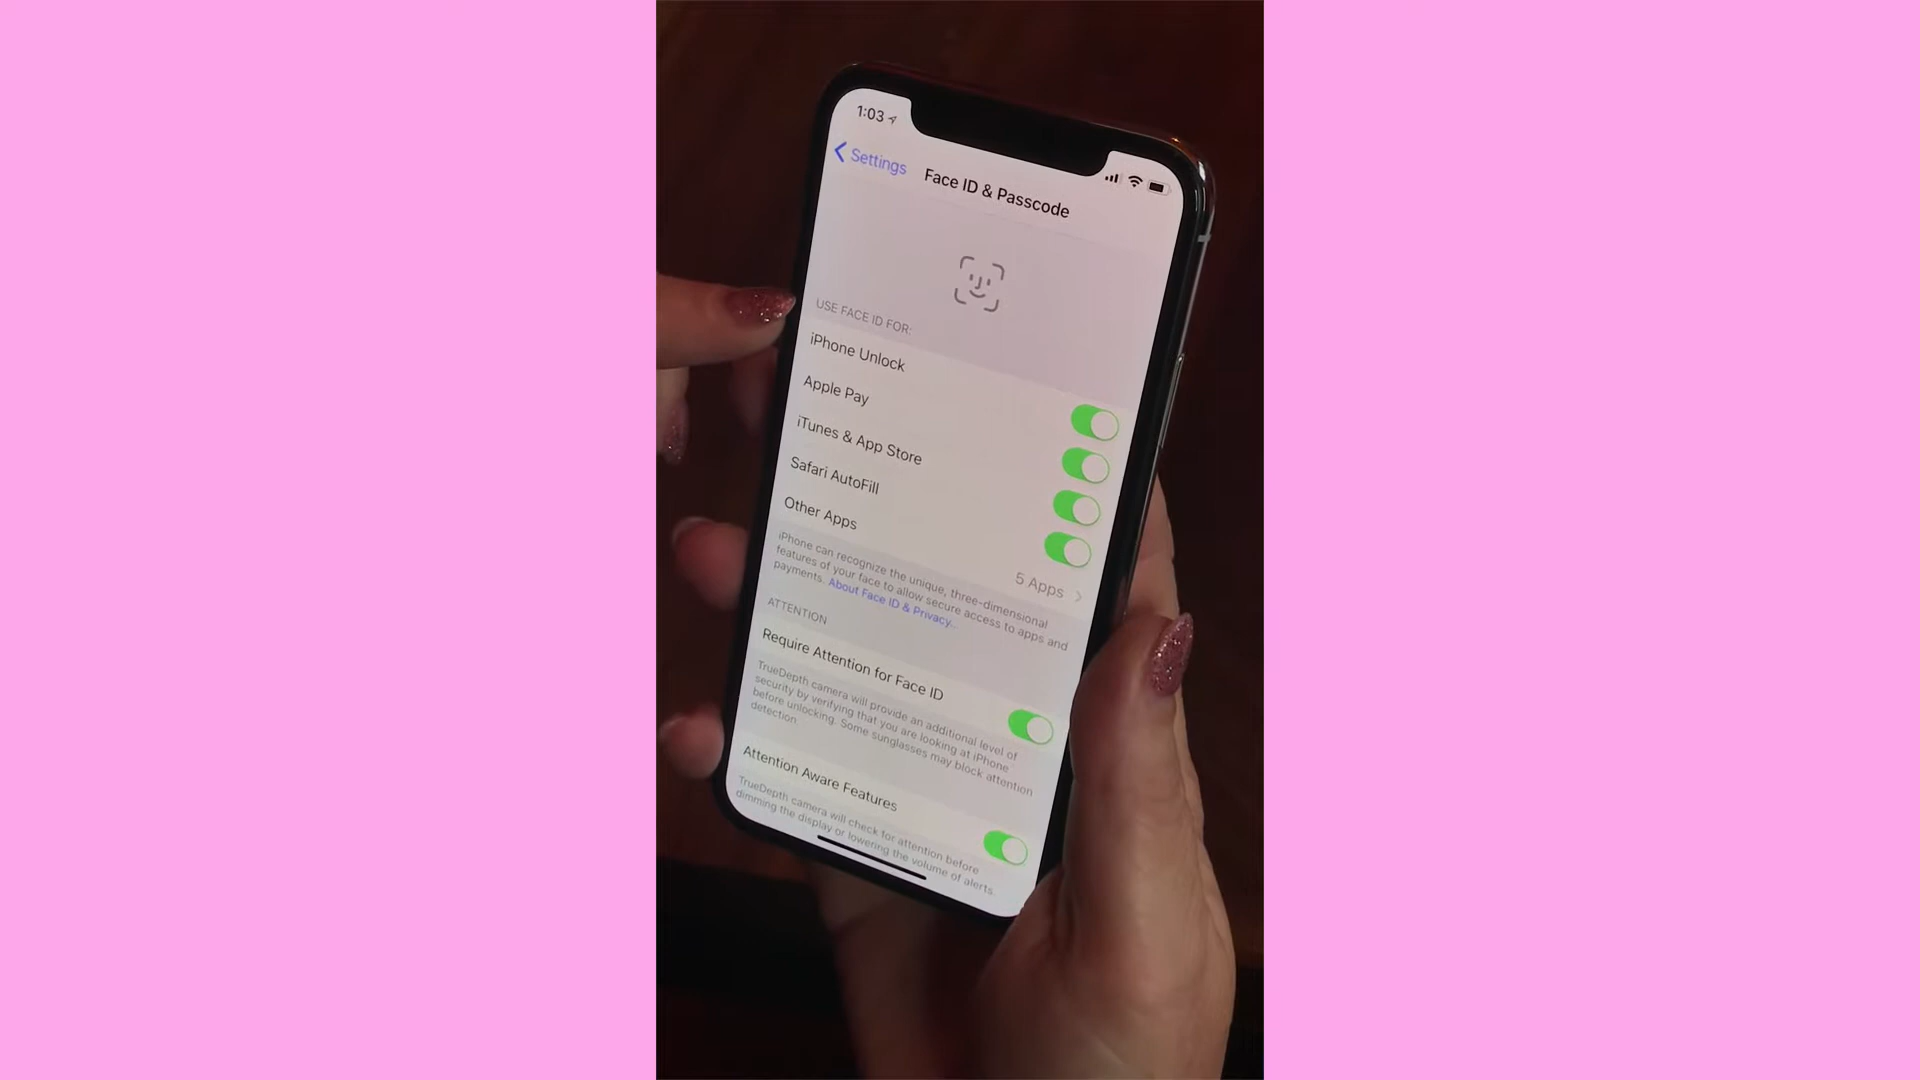 1:03
Settings
Face ID & Passcode
USE FACE ID FOR:
iPhone Unlock
Apple Pay
iTunes & App Store
Safari AutoFill
Other Apps
5 Apps
iPhone can recognize the unique, three-dimensional
features of your face to allow secure access to apps and
payments. About Face ID & Privacy...
ATTENTION
Require Attention for Face ID
TrueDepth camera will provide an additional level of
security by verifying that you are looking at iPhone
before unlocking. Some sunglasses may block attention
detection.
Attention Aware Features
TrueDepth camera will check for attention before
dimming the display or lowering the volume of alerts.